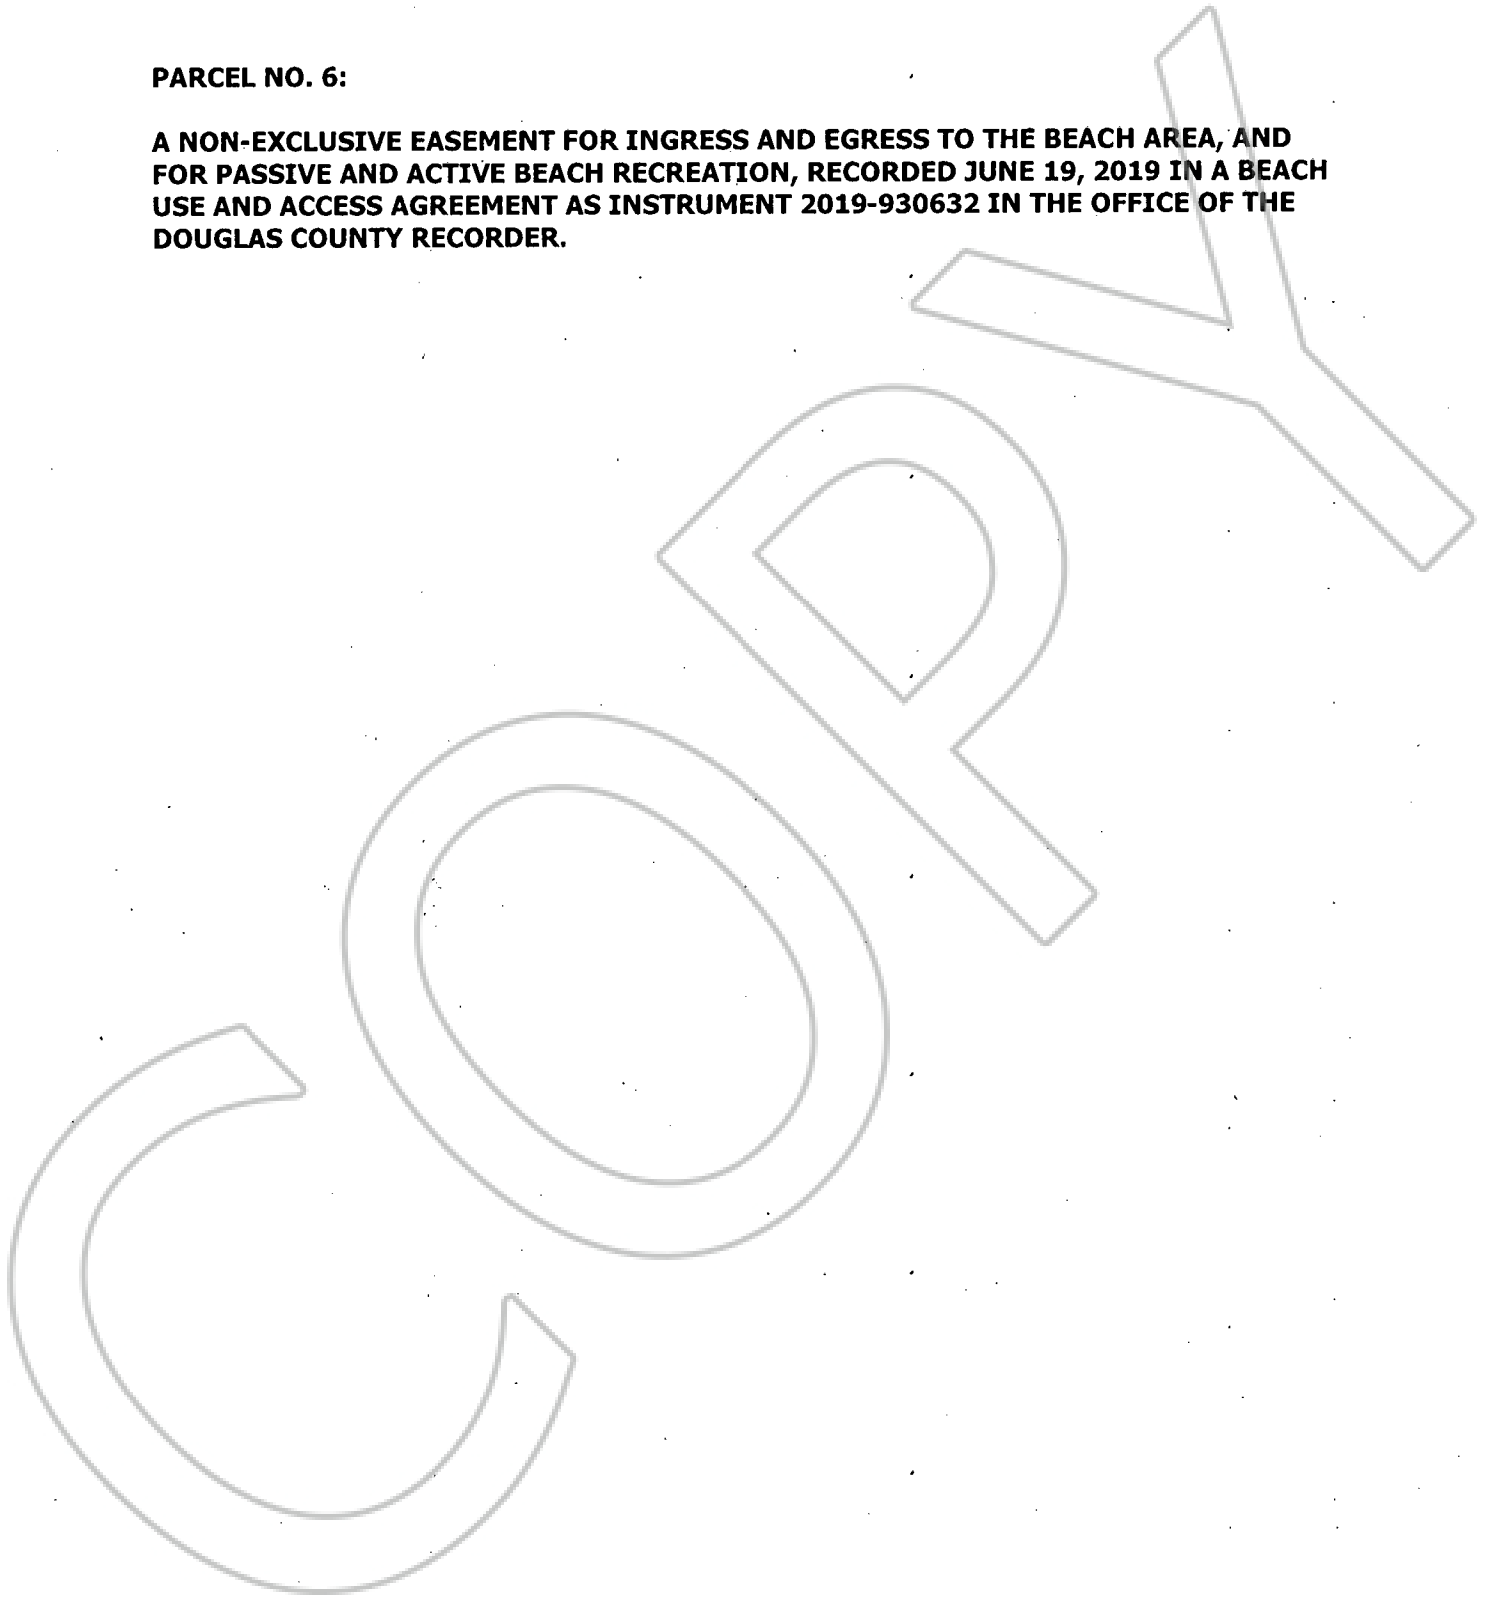 PARCEL NO. 6:
A NON-EXCLUSIVE EASEMENT FOR INGRESS AND EGRESS TO THE BEACH AREA, AND
FOR PASSIVE AND ACTIVE BEACH RECREATION, RECORDED JUNE 19, 2019 IN A BEACH
USE AND ACCESS AGREEMENT AS INSTRUMENT 2019-930632 IN THE OFFICE OF THE
DOUGLAS COUNTY RECORDER.
COPY